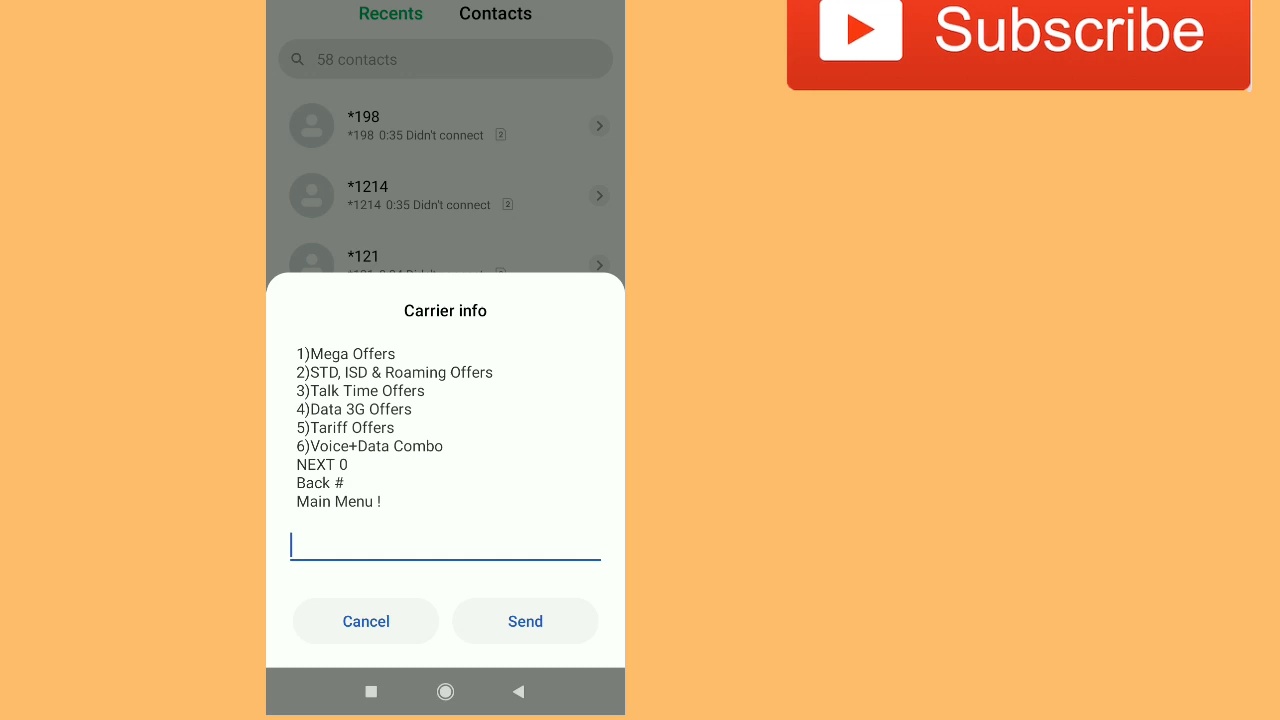 Recents Contacts
Subscribe
58 contacts
*198
*198 0:35 Didn't connect 2
*1214
*1214 0:35 Didn't connect 2
*121
Carrier info
1)Mega Offers
2)STD, ISD & Roaming Offers
3)Talk Time Offers
4)Data 3G Offers
5)Tariff Offers
6)Voice+Data Combo
NEXT 0
Back #
Main Menu !
Cancel Send